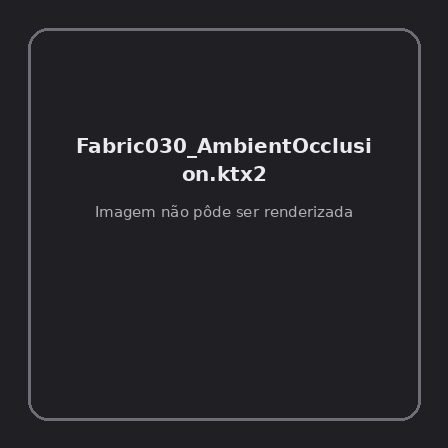 Fabric030_AmbientOcclusi
on.ktx2
Imagem não pôde ser renderizada